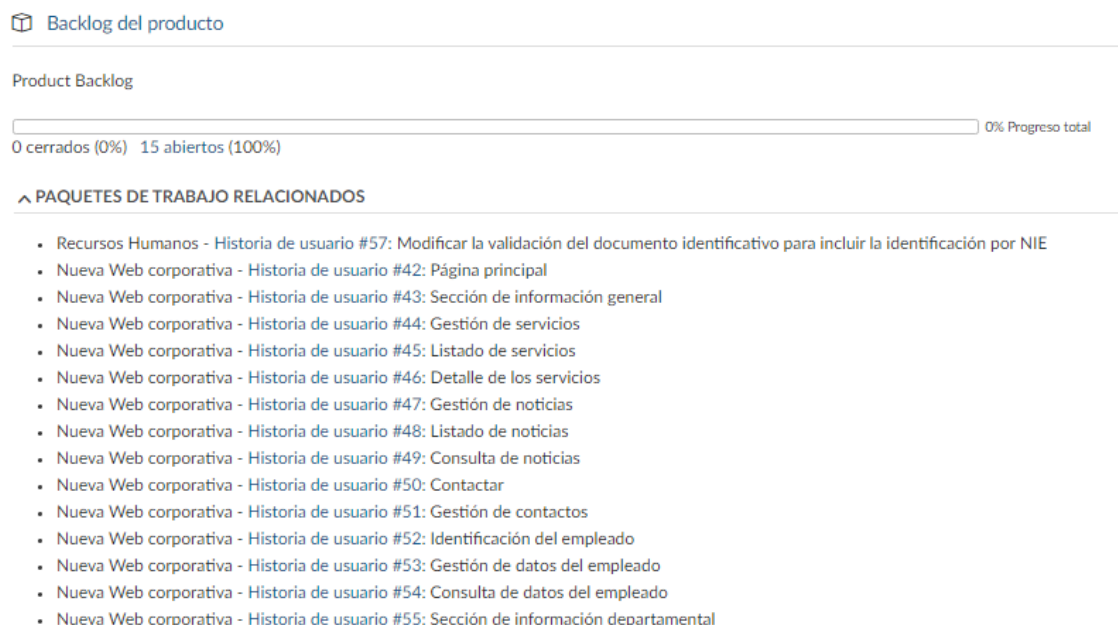 Backlog del producto
Product Backlog
0% Progreso total
0 cerrados (0%) 15 abiertos (100%)
PAQUETES DE TRABAJO RELACIONADOS
Recursos Humanos - Historia de usuario #57: Modificar la validación del documento identificativo para incluir la identificación por NIE
Nueva Web corporativa - Historia de usuario #42: Página principal
Nueva Web corporativa - Historia de usuario #43: Sección de información general
Nueva Web corporativa - Historia de usuario #44: Gestión de servicios
Nueva Web corporativa - Historia de usuario #45: Listado de servicios
Nueva Web corporativa - Historia de usuario #46: Detalle de los servicios
Nueva Web corporativa - Historia de usuario #47: Gestión de noticias
Nueva Web corporativa - Historia de usuario #48: Listado de noticias
Nueva Web corporativa - Historia de usuario #49: Consulta de noticias
Nueva Web corporativa - Historia de usuario #50: Contactar
Nueva Web corporativa - Historia de usuario #51: Gestión de contactos
Nueva Web corporativa - Historia de usuario #52: Identificación del empleado
Nueva Web corporativa - Historia de usuario #53: Gestión de datos del empleado
Nueva Web corporativa - Historia de usuario #54: Consulta de datos del empleado
Nueva Web corporativa - Historia de usuario #55: Sección de información departamental